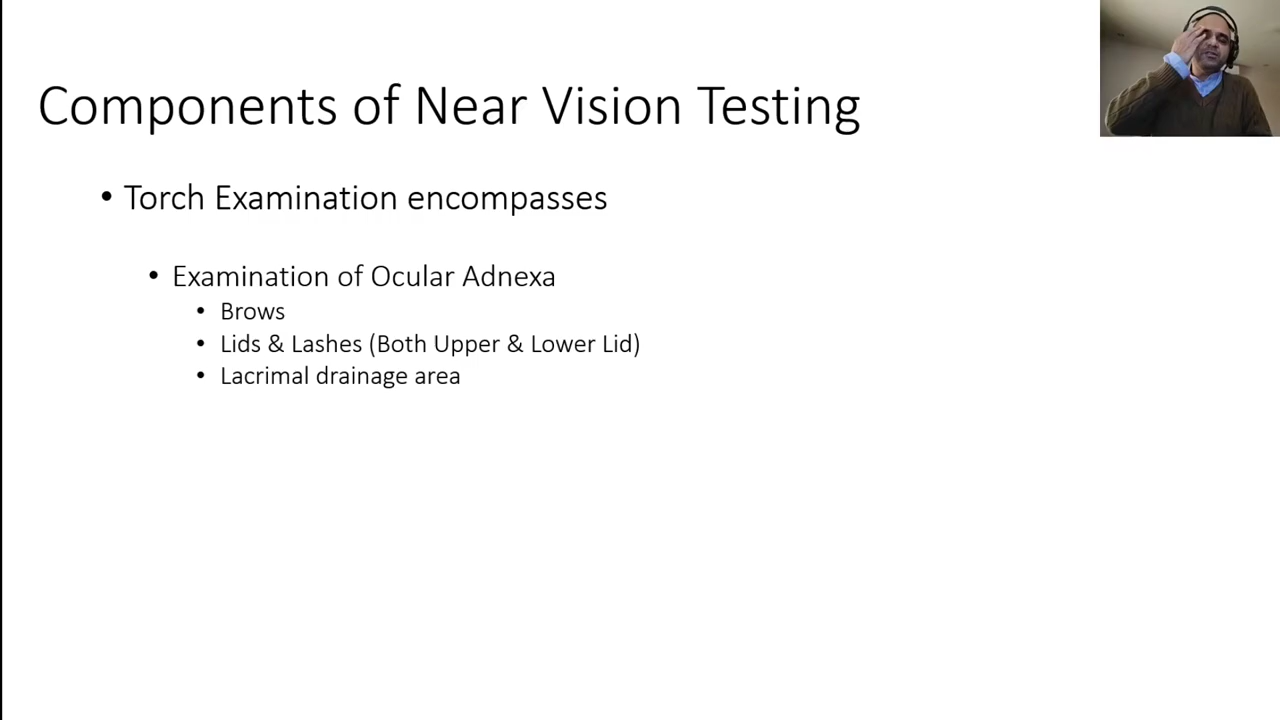 Components of Near Vision Testing
• Torch Examination encompasses
• Examination of Ocular Adnexa
• Brows
• Lids & Lashes (Both Upper & Lower Lid)
• Lacrimal drainage area